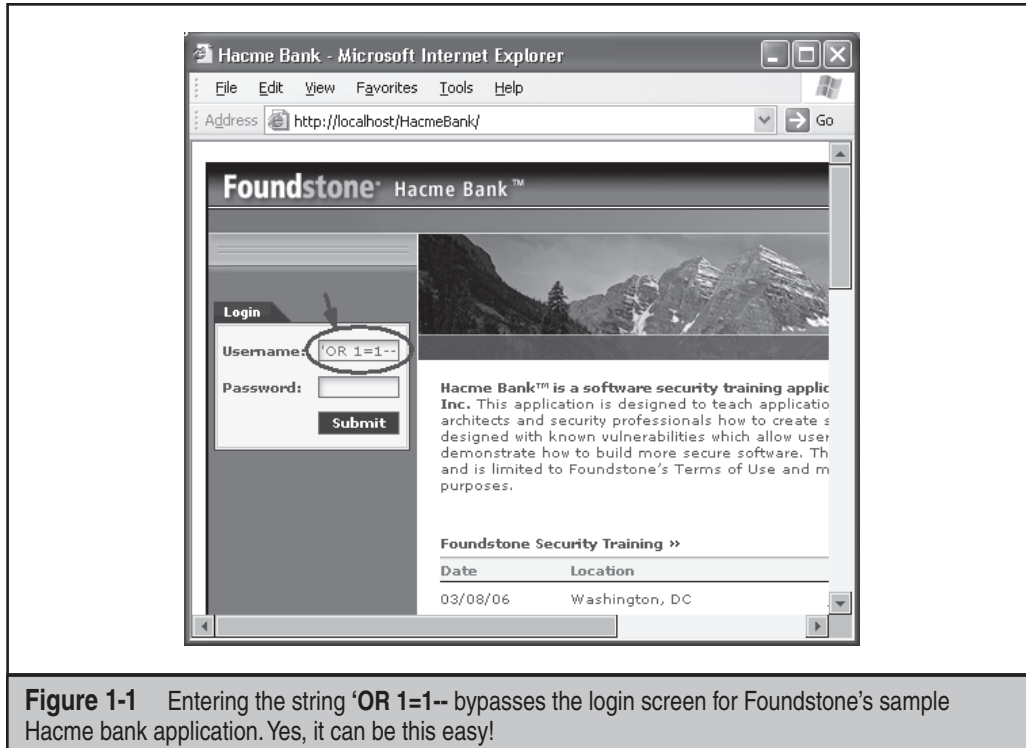 Hacme Bank - Microsoft Internet Explorer
File Edit View Favorites Tools Help
Address http://localhost/HacmeBank/ Go
Foundstone® Hacme Bank™
Login
Username: 'OR 1=1--
Password:
Submit
Hacme Bank™ is a software security training applic
Inc. This application is designed to teach applicatio
architects and security professionals how to create s
designed with known vulnerabilities which allow user
demonstrate how to build more secure software. Th
and is limited to Foundstone's Terms of Use and m
purposes.
Foundstone Security Training »
Date Location
03/08/06 Washington, DC
Figure 1-1 Entering the string ‘OR 1=1-- bypasses the login screen for Foundstone’s sample
Hacme bank application. Yes, it can be this easy!